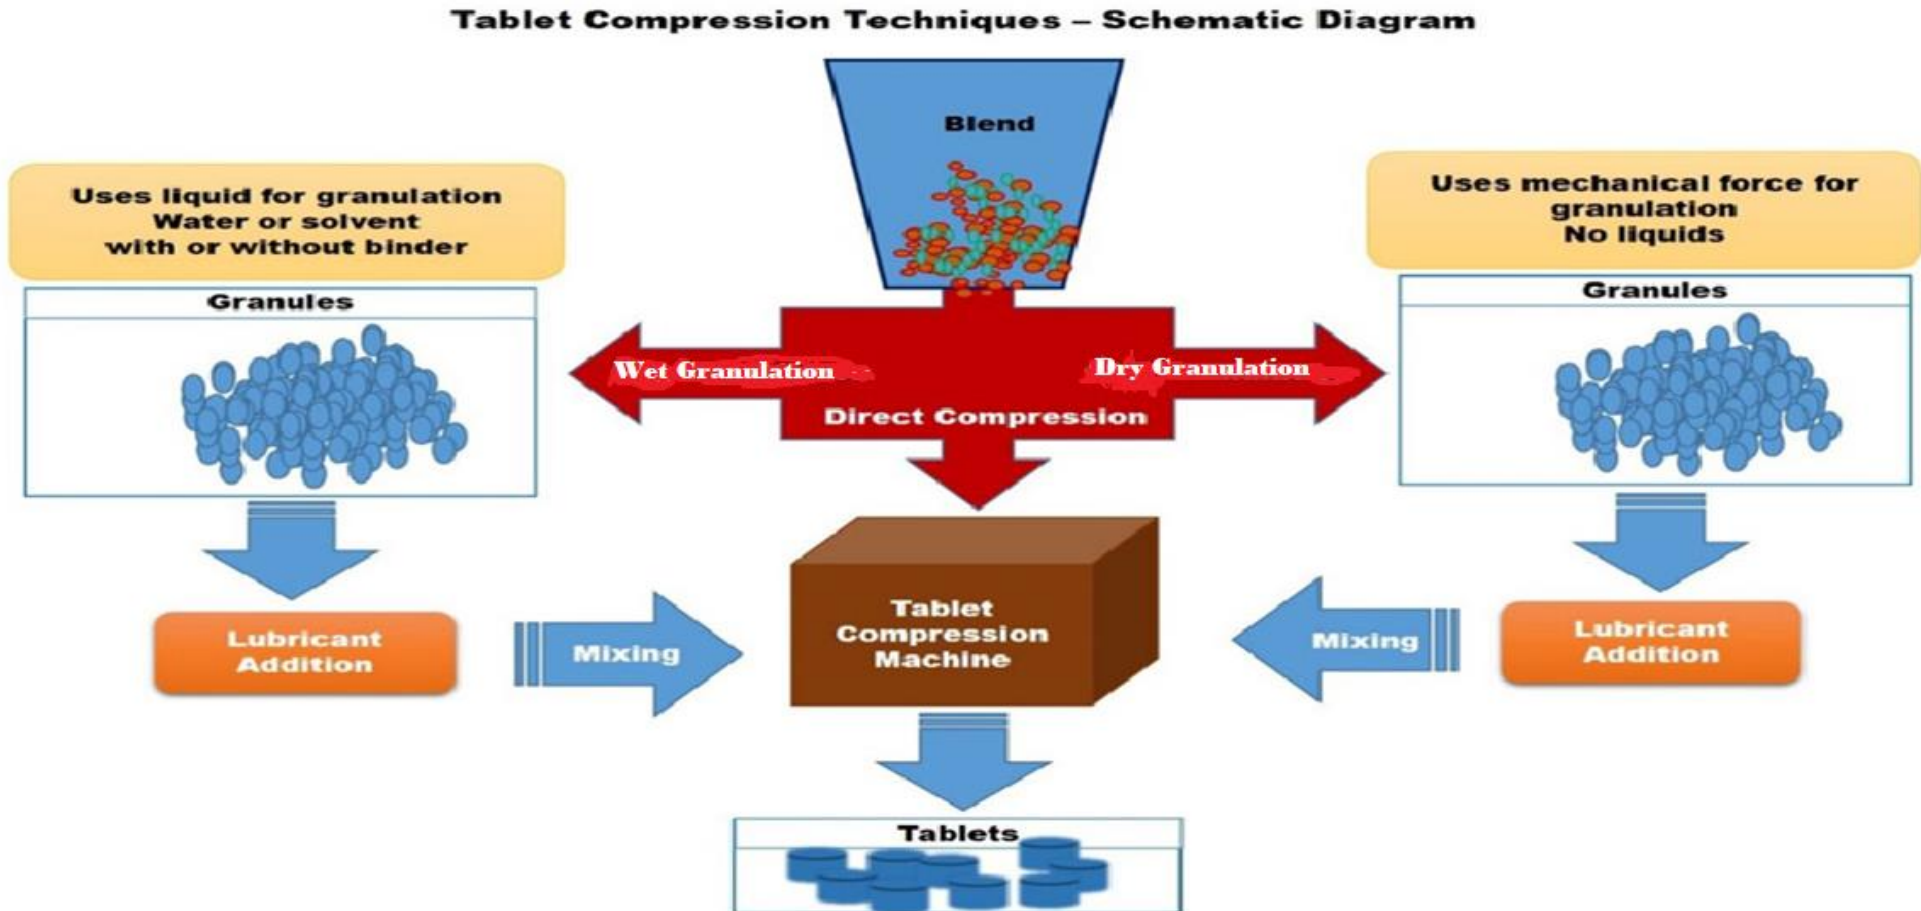 Tablet Compression Techniques – Schematic Diagram
Blend
Uses liquid for granulation
Water or solvent
with or without binder
Uses mechanical force for
granulation
No liquids
Granules
Granules
Wet Granulation
Dry Granulation
Direct Compression
Lubricant
Addition
Mixing
Tablet
Compression
Machine
Mixing
Lubricant
Addition
Tablets